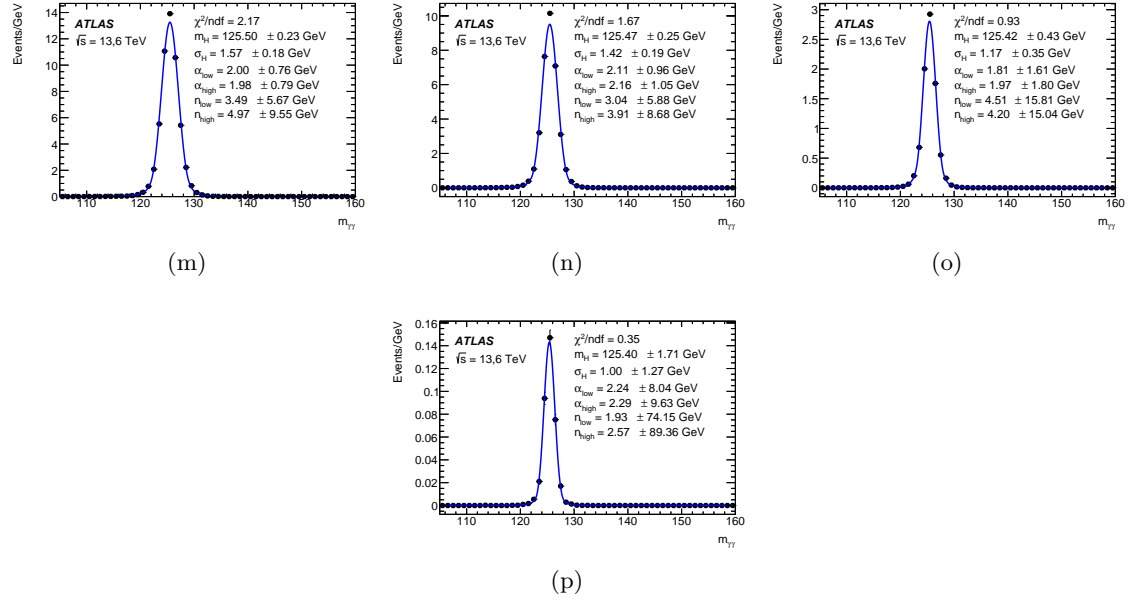 Events/GeV
14
12
10
8
6
4
2
0
ATLAS
√s = 13,6 TeV
χ²/ndf = 2.17
m_H = 125.50 ± 0.23 GeV
σ_H = 1.57 ± 0.18 GeV
α_low = 2.00 ± 0.76 GeV
α_high = 1.98 ± 0.79 GeV
n_low = 3.49 ± 5.67 GeV
n_high = 4.97 ± 9.55 GeV
110 120 130 140 150 160
m_γγ
(m)
Events/GeV
10
8
6
4
2
0
ATLAS
√s = 13,6 TeV
χ²/ndf = 1.67
m_H = 125.47 ± 0.25 GeV
σ_H = 1.42 ± 0.19 GeV
α_low = 2.11 ± 0.96 GeV
α_high = 2.16 ± 1.05 GeV
n_low = 3.04 ± 5.88 GeV
n_high = 3.91 ± 8.68 GeV
110 120 130 140 150 160
m_γγ
(n)
Events/GeV
3
2.5
2
1.5
1
0.5
0
ATLAS
√s = 13,6 TeV
χ²/ndf = 0.93
m_H = 125.42 ± 0.43 GeV
σ_H = 1.17 ± 0.35 GeV
α_low = 1.81 ± 1.61 GeV
α_high = 1.97 ± 1.80 GeV
n_low = 4.51 ± 15.81 GeV
n_high = 4.20 ± 15.04 GeV
110 120 130 140 150 160
m_γγ
(o)
Events/GeV
0.16
0.14
0.12
0.1
0.08
0.06
0.04
0.02
0
ATLAS
√s = 13,6 TeV
χ²/ndf = 0.35
m_H = 125.40 ± 1.71 GeV
σ_H = 1.00 ± 1.27 GeV
α_low = 2.24 ± 8.04 GeV
α_high = 2.29 ± 9.63 GeV
n_low = 1.93 ± 74.15 GeV
n_high = 2.57 ± 89.36 GeV
110 120 130 140 150 160
m_γγ
(p)